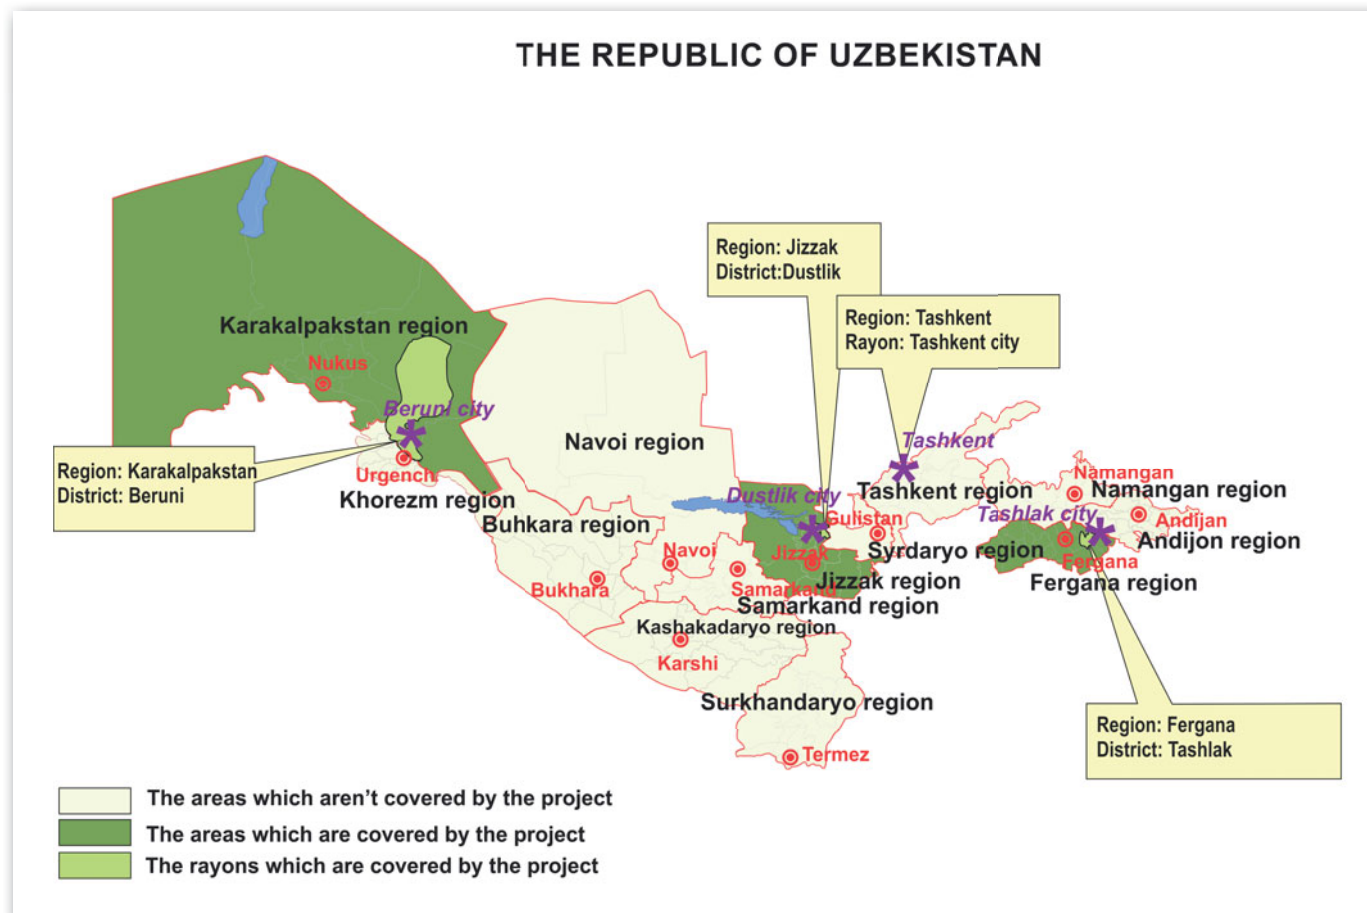 THE REPUBLIC OF UZBEKISTAN
Region: Jizzak
District:Dustlik
Region: Tashkent
Rayon: Tashkent city
Karakalpakstan region
Nukus
Beruni city
Region: Karakalpakstan
District: Beruni
Urgench
Khorezm region
Navoi region
Buhkara region
Tashkent
Tashkent region
Dustlik city
Gulistan
Namangan
Namangan region
Tashlak city
Andijan
Andijon region
Syrdaryo region
Fergana
Fergana region
Navoi
Jizzak
Jizzak region
Bukhara
Samarkand
Samarkand region
Kashakadaryo region
Karshi
Surkhandaryo region
Termez
Region: Fergana
District: Tashlak
The areas which aren't covered by the project
The areas which are covered by the project
The rayons which are covered by the project